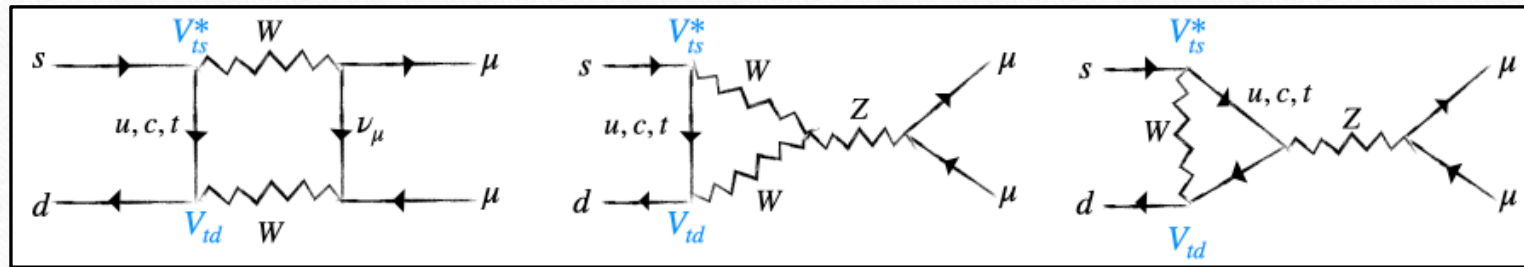 V*ts W
s μ
u, c, t νμ
d μ
Vtd W
V*ts
s W μ
u, c, t Z
d W μ
Vtd
V*ts
s u, c, t μ
W Z
d μ
Vtd